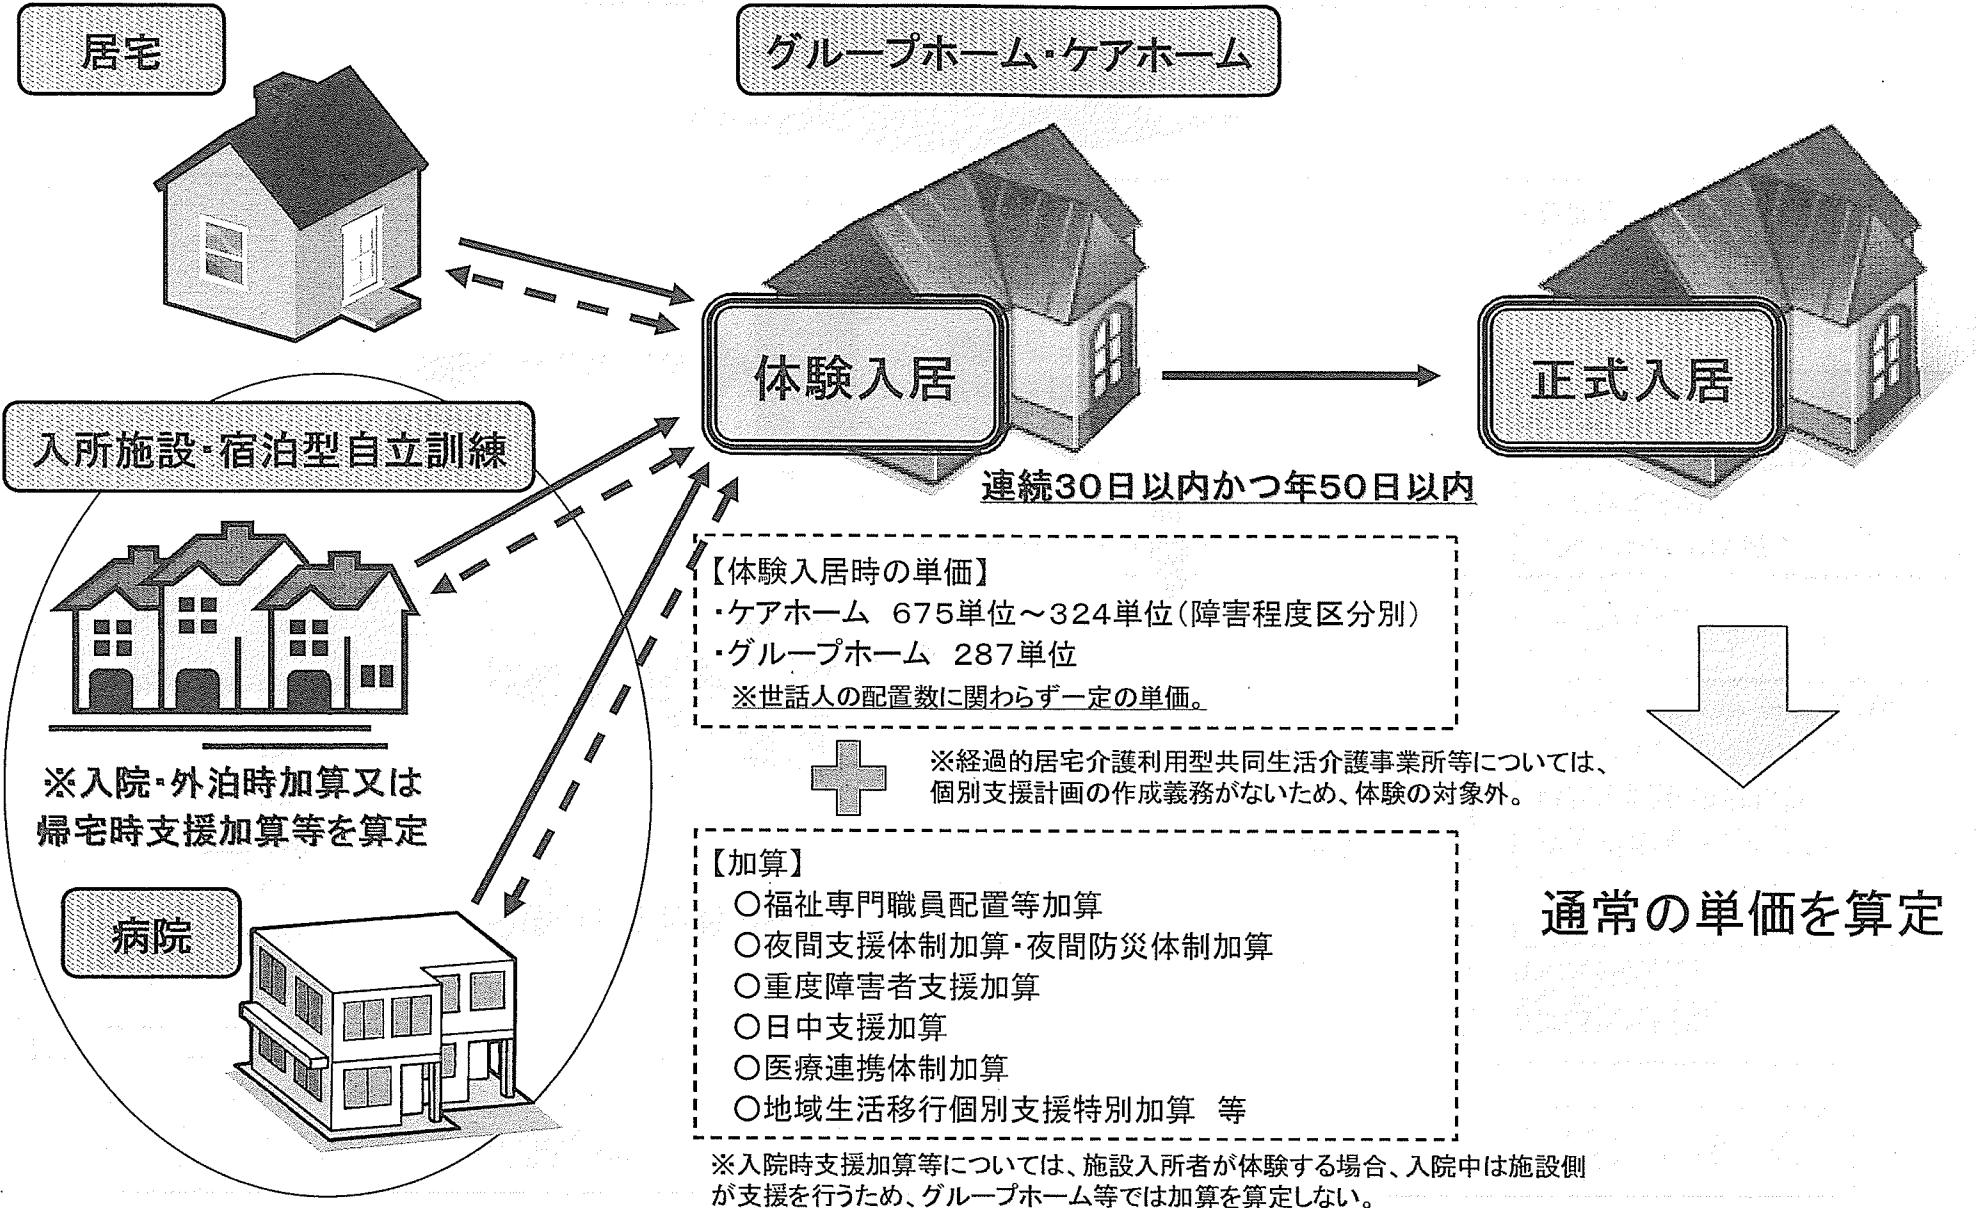 居宅
グループホーム・ケアホーム
体験入居
正式入居
入所施設・宿泊型自立訓練
連続30日以内かつ年50日以内
【体験入居時の単価】
・ケアホーム 675単位～324単位(障害程度区分別)
・グループホーム 287単位
※世話人の配置数に関わらず一定の単価。
※経過的居宅介護利用型共同生活介護事業所等については、
個別支援計画の作成義務がないため、体験の対象外。
※入院・外泊時加算又は
帰宅時支援加算等を算定
病院
【加算】
○福祉専門職員配置等加算
○夜間支援体制加算・夜間防災体制加算
○重度障害者支援加算
○日中支援加算
○医療連携体制加算
○地域生活移行個別支援特別加算 等
通常の単価を算定
※入院時支援加算等については、施設入所者が体験する場合、入院中は施設側
が支援を行うため、グループホーム等では加算を算定しない。